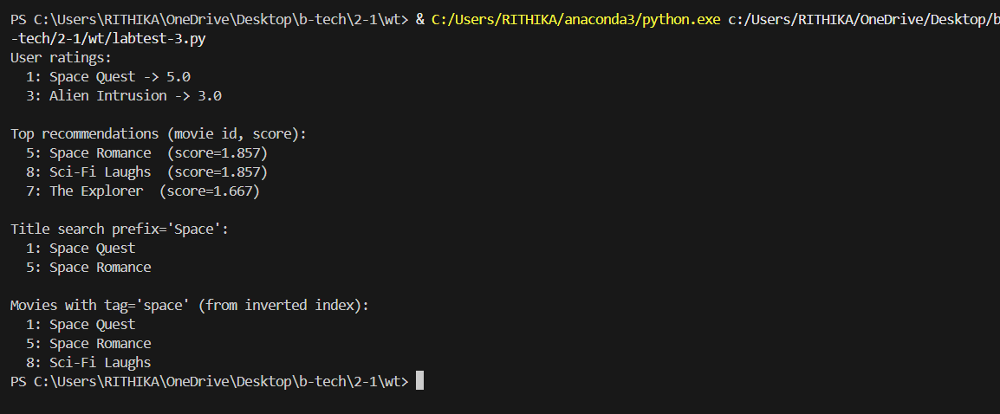 PS C:\Users\RITHIKA\OneDrive\Desktop\b-tech\2-1\wt> & C:/Users/RITHIKA/anaconda3/python.exe c:/Users/RITHIKA/OneDrive/Desktop/b
-tech/2-1/wt/labtest-3.py
User ratings:
  1: Space Quest -> 5.0
  3: Alien Intrusion -> 3.0

Top recommendations (movie id, score):
  5: Space Romance  (score=1.857)
  8: Sci-Fi Laughs  (score=1.857)
  7: The Explorer  (score=1.667)

Title search prefix='Space':
  1: Space Quest
  5: Space Romance

Movies with tag='space' (from inverted index):
  1: Space Quest
  5: Space Romance
  8: Sci-Fi Laughs
PS C:\Users\RITHIKA\OneDrive\Desktop\b-tech\2-1\wt>